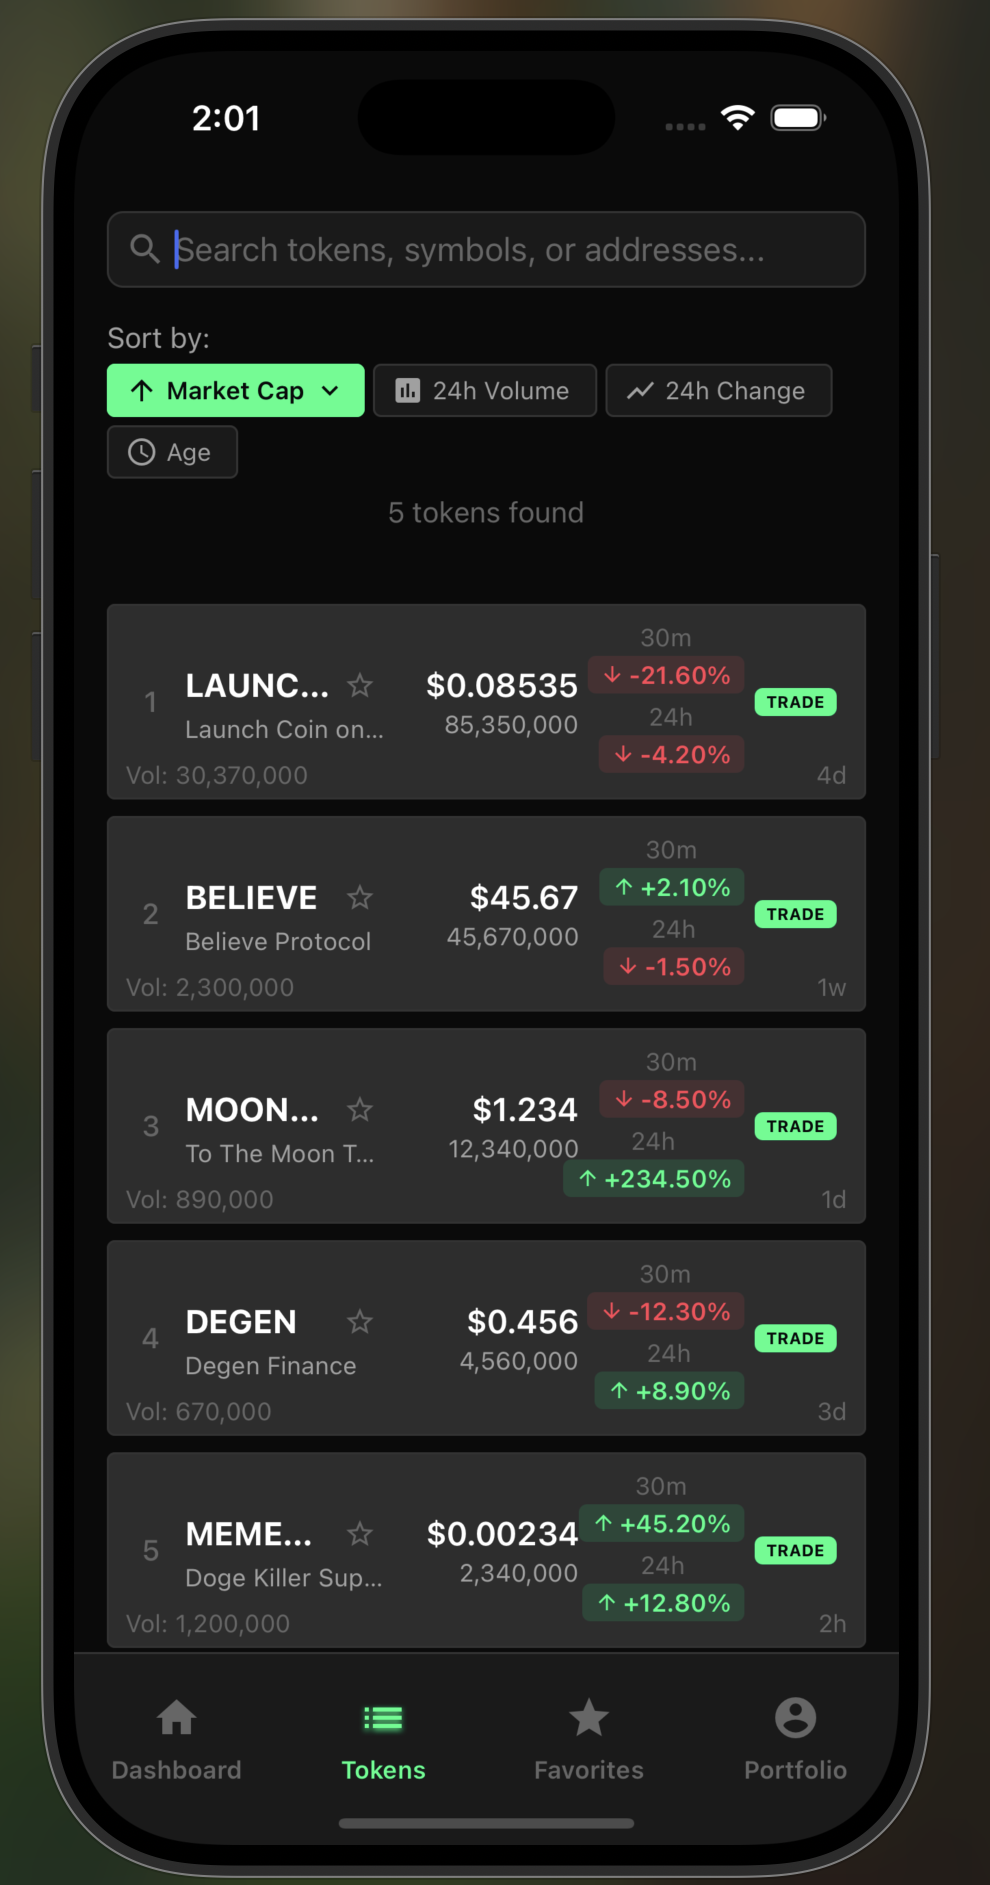 2:01
Search tokens, symbols, or addresses...
Sort by:
Market Cap 24h Volume 24h Change
Age
5 tokens found
30m
1 LAUNC... $0.08535 -21.60% TRADE
Launch Coin on... 85,350,000 24h
-4.20%
Vol: 30,370,000 4d
30m
2 BELIEVE $45.67 +2.10% TRADE
Believe Protocol 45,670,000 24h
-1.50%
Vol: 2,300,000 1w
30m
3 MOON... $1.234 -8.50% TRADE
To The Moon T... 12,340,000 24h
+234.50%
Vol: 890,000 1d
30m
4 DEGEN $0.456 -12.30% TRADE
Degen Finance 4,560,000 24h
+8.90%
Vol: 670,000 3d
30m
5 MEME... $0.00234 +45.20% TRADE
Doge Killer Sup... 2,340,000 24h
+12.80%
Vol: 1,200,000 2h
Dashboard Tokens Favorites Portfolio